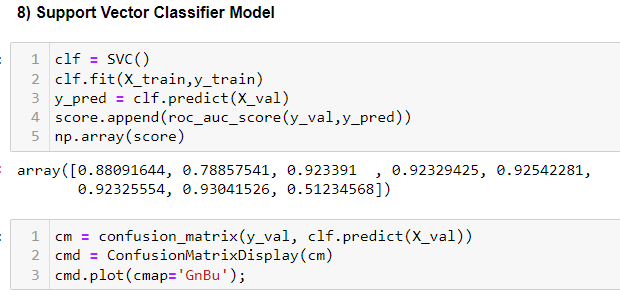 8) Support Vector Classifier Model
1 clf = SVC()
2 clf.fit(X_train,y_train)
3 y_pred = clf.predict(X_val)
4 score.append(roc_auc_score(y_val,y_pred))
5 np.array(score)
array([0.88091644, 0.78857541, 0.923391  , 0.92329425, 0.92542281,
0.92325554, 0.93041526, 0.51234568])
1 cm = confusion_matrix(y_val, clf.predict(X_val))
2 cmd = ConfusionMatrixDisplay(cm)
3 cmd.plot(cmap='GnBu');